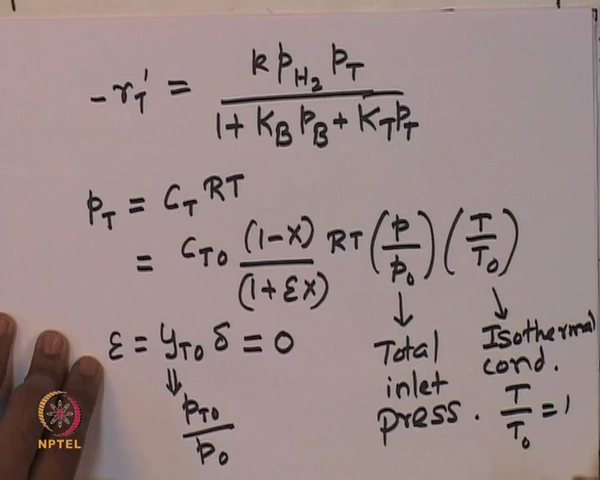 -r'_T = k p_H2 p_T / 1 + K_B p_B + K_T p_T
p_T = C_T RT
= C_T0 (1-X) / (1+εX) RT (p/p_0) (T/T_0)
ε = y_T0 δ = 0
⇓
p_T0 / p_0
↓
Total
inlet
press.
↘
Isothermal
cond.
T/T_0 = 1
NPTEL